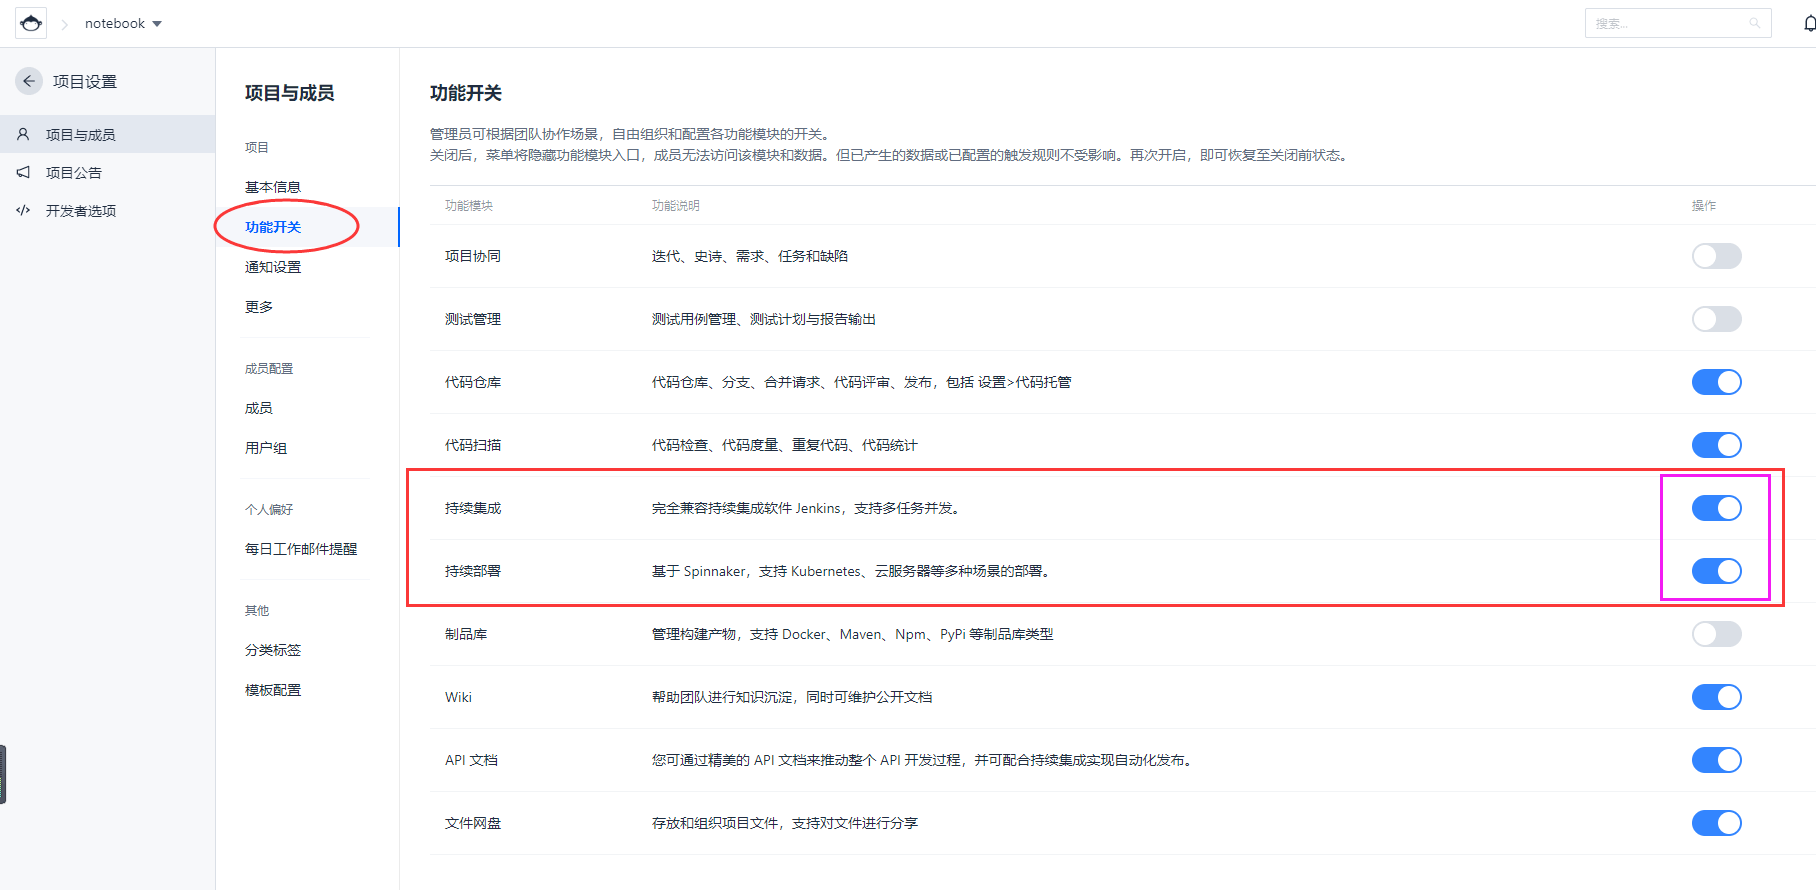 notebook
搜索...
项目设置
项目与成员
项目公告
开发者选项
项目与成员
项目
基本信息
功能开关
通知设置
更多
成员配置
成员
用户组
个人偏好
每日工作邮件提醒
其他
分类标签
模板配置
功能开关
管理员可根据团队协作场景，自由组织和配置各功能模块的开关。
关闭后，菜单将隐藏功能模块入口，成员无法访问该模块和数据。但已产生的数据或已配置的触发规则不受影响。再次开启，即可恢复至关闭前状态。
功能模块 功能说明 操作
项目协同 迭代、史诗、需求、任务和缺陷
测试管理 测试用例管理、测试计划与报告输出
代码仓库 代码仓库、分支、合并请求、代码评审、发布，包括 设置>代码托管
代码扫描 代码检查、代码度量、重复代码、代码统计
持续集成 完全兼容持续集成软件 Jenkins，支持多任务并发。
持续部署 基于 Spinnaker，支持 Kubernetes、云服务器等多种场景的部署。
制品库 管理构建产物，支持 Docker、Maven、Npm、PyPi 等制品库类型
Wiki 帮助团队进行知识沉淀，同时可维护公开文档
API 文档 您可通过精美的 API 文档来推动整个 API 开发过程，并可配合持续集成实现自动化发布。
文件网盘 存放和组织项目文件，支持对文件进行分享